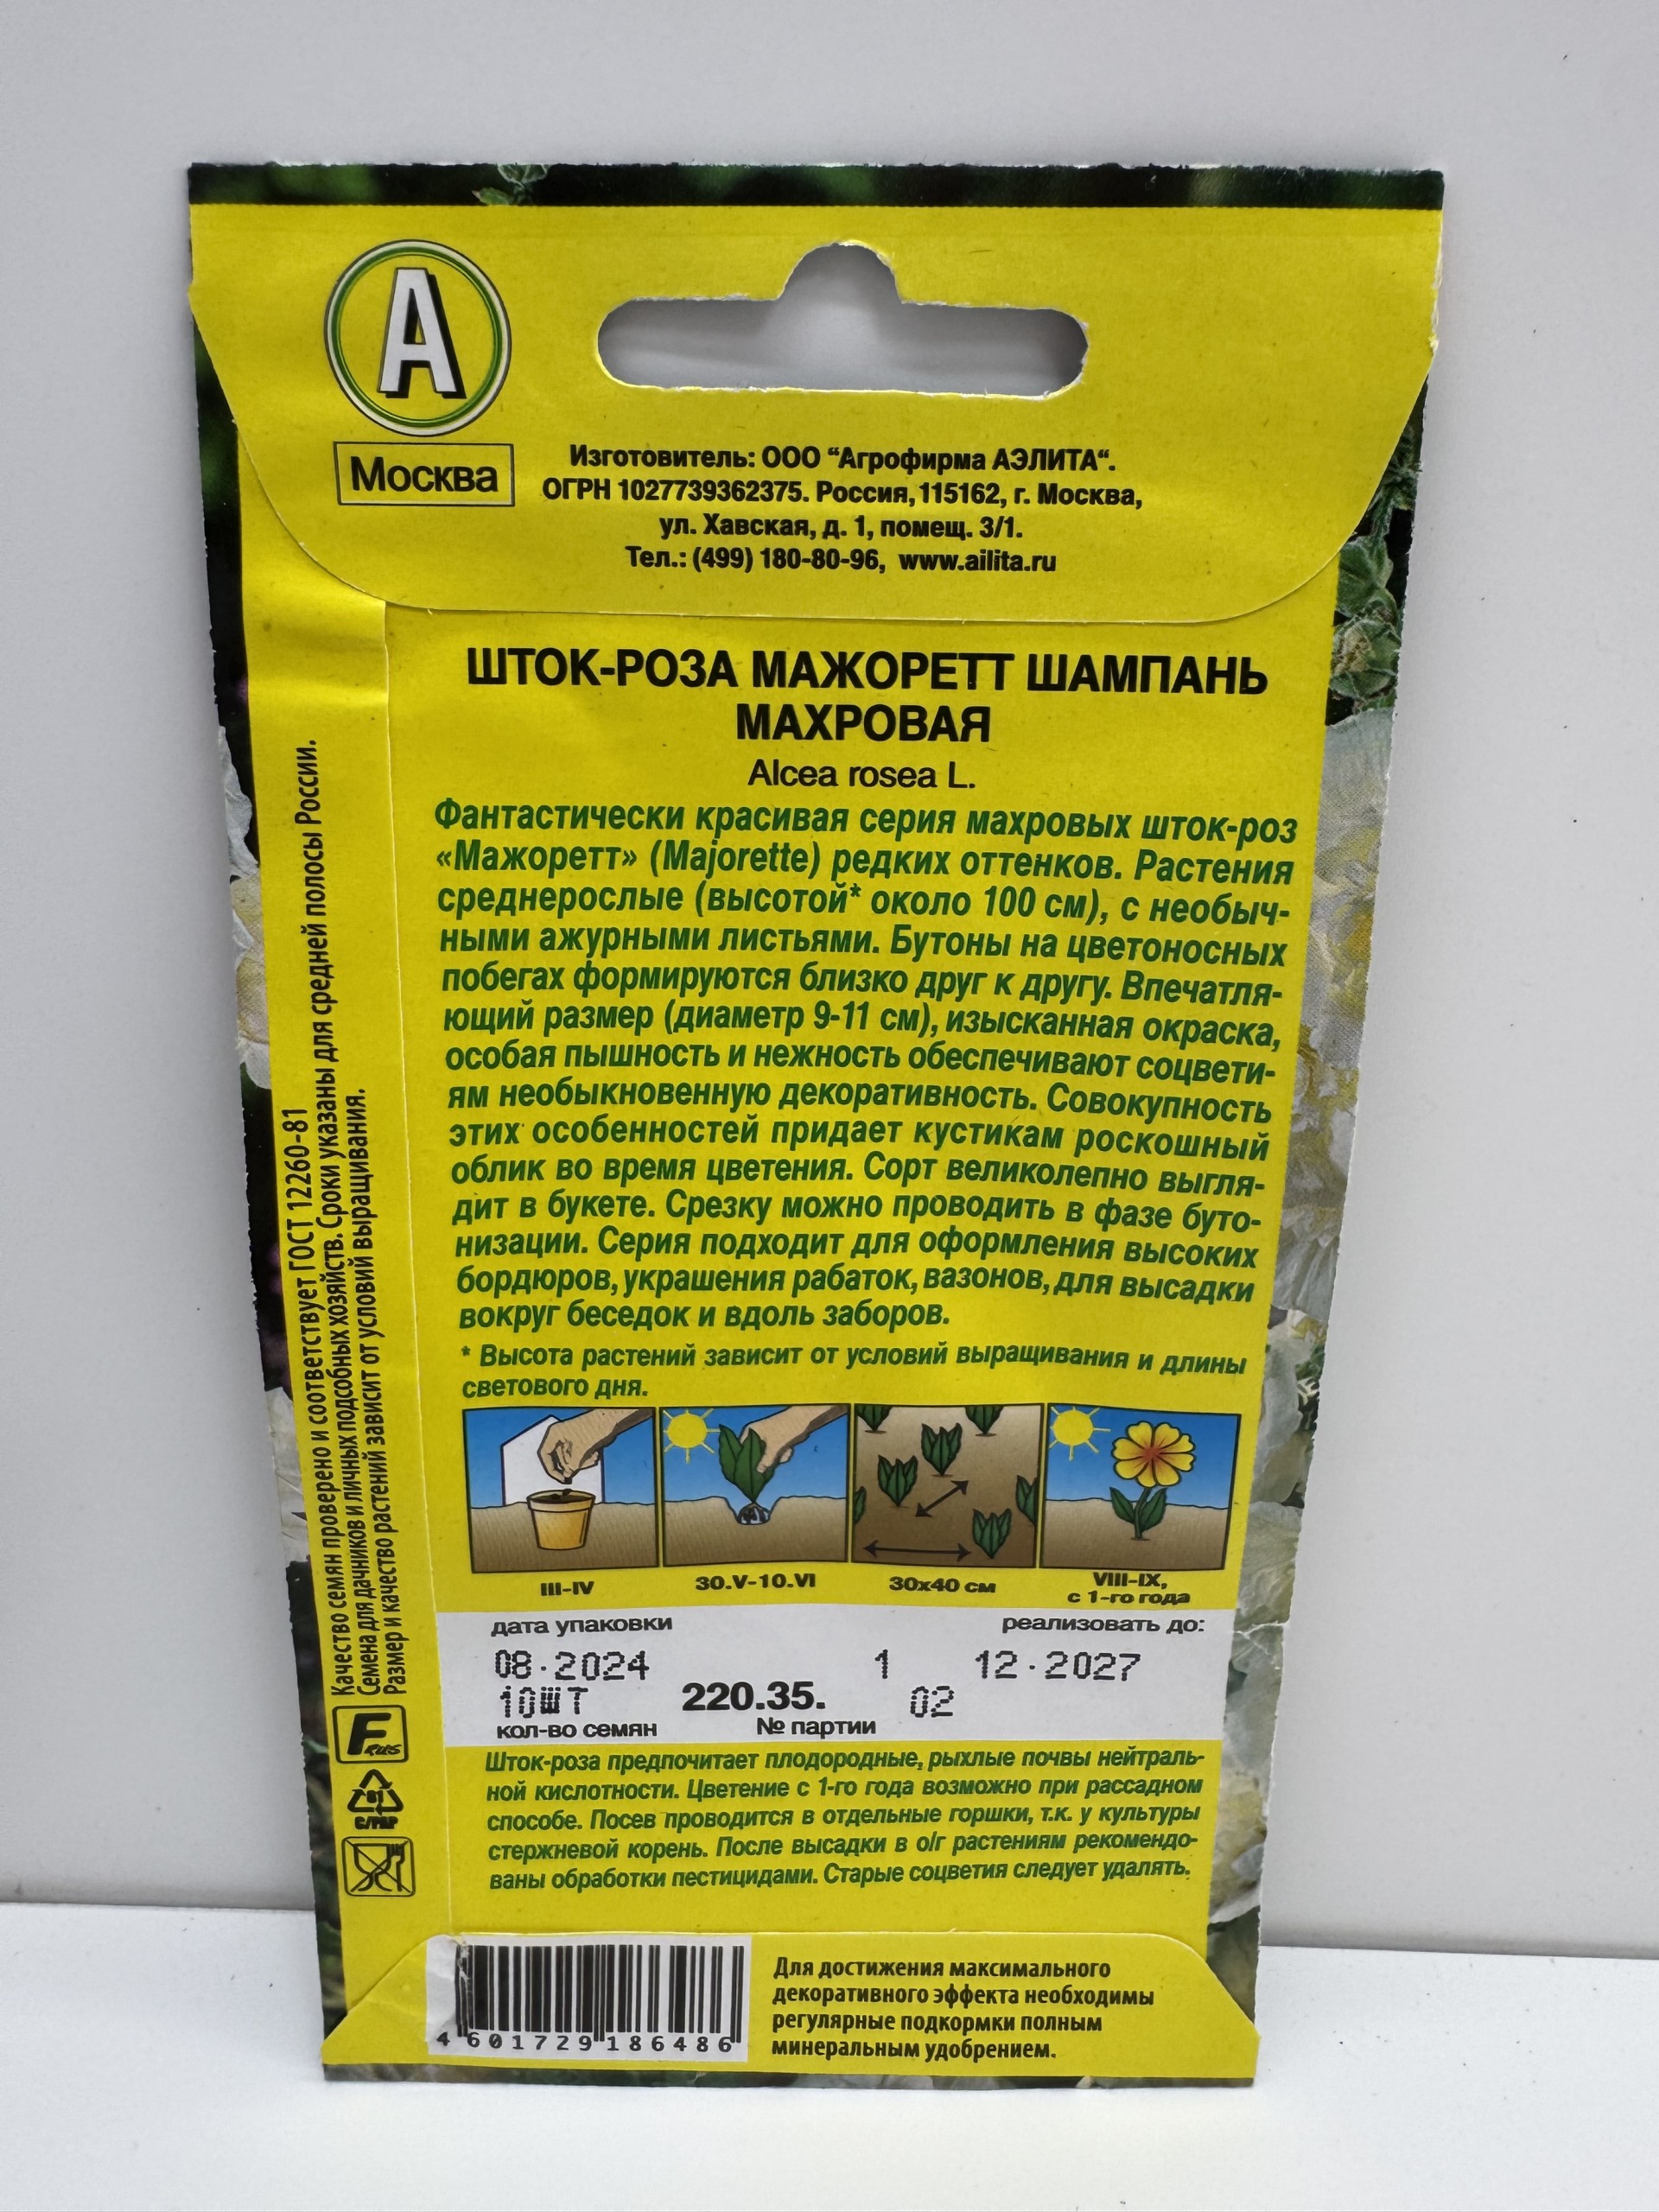 А
Москва
Изготовитель: ООО “Агрофирма АЭЛИТА“.
ОГРН 1027739362375. Россия, 115162, г. Москва,
ул. Хавская, д. 1, помещ. 3/1.
Тел.: (499) 180-80-96, www.ailita.ru
ШТОК-РОЗА МАЖОРЕТТ ШАМПАНЬ
МАХРОВАЯ
Alcea rosea L.
Фантастически красивая серия махровых шток-роз
«Мажоретт» (Majorette) редких оттенков. Растения
среднерослые (высотой* около 100 см), с необыч-
ными ажурными листьями. Бутоны на цветоносных
побегах формируются близко друг к другу. Впечатля-
ющий размер (диаметр 9-11 см), изысканная окраска,
особая пышность и нежность обеспечивают соцвети-
ям необыкновенную декоративность. Совокупность
этих особенностей придает кустикам роскошный
облик во время цветения. Сорт великолепно выгля-
дит в букете. Срезку можно проводить в фазе буто-
низации. Серия подходит для оформления высоких
бордюров, украшения рабаток, вазонов, для высадки
вокруг беседок и вдоль заборов.
* Высота растений зависит от условий выращивания и длины
светового дня.
III-IV
30.V-10.VI
30х40 см
VIII-IX,
с 1-го года
дата упаковки
реализовать до:
08.2024
1
12.2027
10ШТ
220.35.
02
кол-во семян
№ партии
Шток-роза предпочитает плодородные, рыхлые почвы нейтраль-
ной кислотности. Цветение с 1-го года возможно при рассадном
способе. Посев проводится в отдельные горшки, т.к. у культуры
стержневой корень. После высадки в о/г растениям рекомендо-
ваны обработки пестицидами. Старые соцветия следует удалять.
Качество семян проверено и соответствует ГОСТ 12260-81
Семена для дачников и личных подсобных хозяйств. Сроки указаны для средней полосы России.
Размер и качество растений зависит от условий выращивания.
F
RUS
81
C/PAP
4 601729 186486
Для достижения максимального
декоративного эффекта необходимы
регулярные подкормки полным
минеральным удобрением.